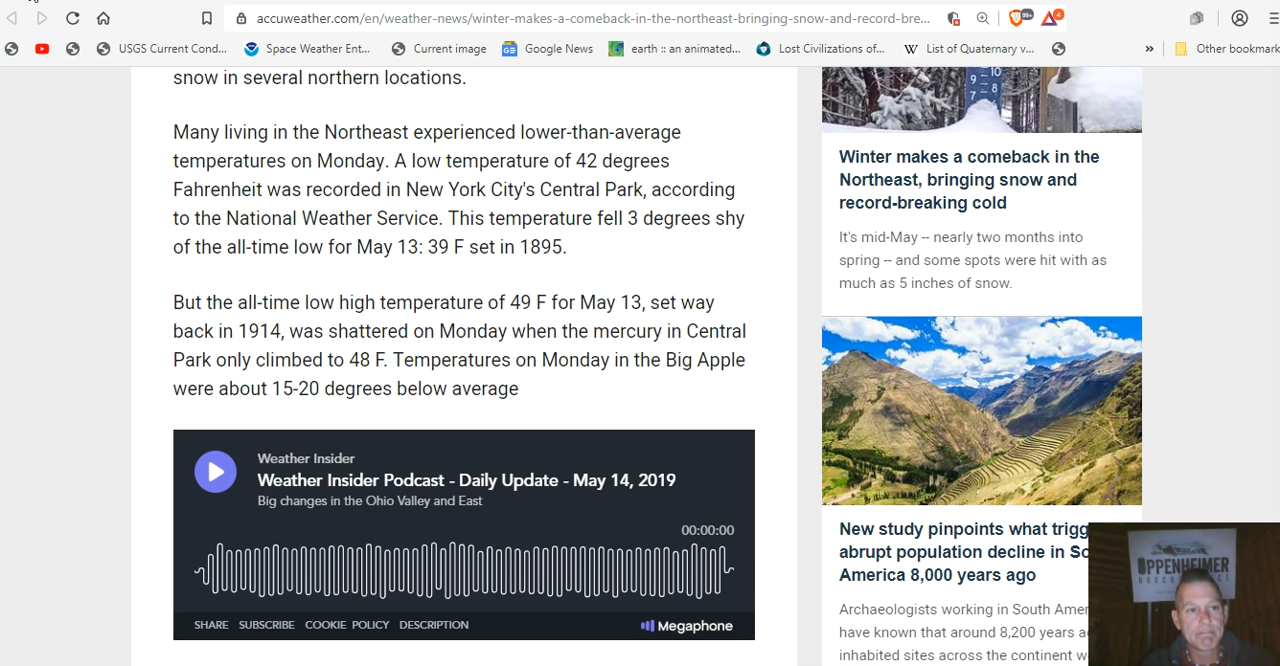 accuweather.com/en/weather-news/winter-makes-a-comeback-in-the-northeast-bringing-snow-and-record-bre...
99+
4
USGS Current Cond...
Space Weather Ent...
Current image
Google News
earth :: an animated...
Lost Civilizations of...
List of Quaternary v...
»
Other bookmark
snow in several northern locations.
Many living in the Northeast experienced lower-than-average
temperatures on Monday. A low temperature of 42 degrees
Fahrenheit was recorded in New York City's Central Park, according
to the National Weather Service. This temperature fell 3 degrees shy
of the all-time low for May 13: 39 F set in 1895.
But the all-time low high temperature of 49 F for May 13, set way
back in 1914, was shattered on Monday when the mercury in Central
Park only climbed to 48 F. Temperatures on Monday in the Big Apple
were about 15-20 degrees below average
Weather Insider
Weather Insider Podcast - Daily Update - May 14, 2019
Big changes in the Ohio Valley and East
00:00:00
SHARE SUBSCRIBE COOKIE POLICY DESCRIPTION
Megaphone
10
9
8
7
Winter makes a comeback in the
Northeast, bringing snow and
record-breaking cold
It's mid-May -- nearly two months into
spring -- and some spots were hit with as
much as 5 inches of snow.
New study pinpoints what trigg
abrupt population decline in So
America 8,000 years ago
Archaeologists working in South Amer
have known that around 8,200 years a
inhabited sites across the continent w
OPPENHEIMER